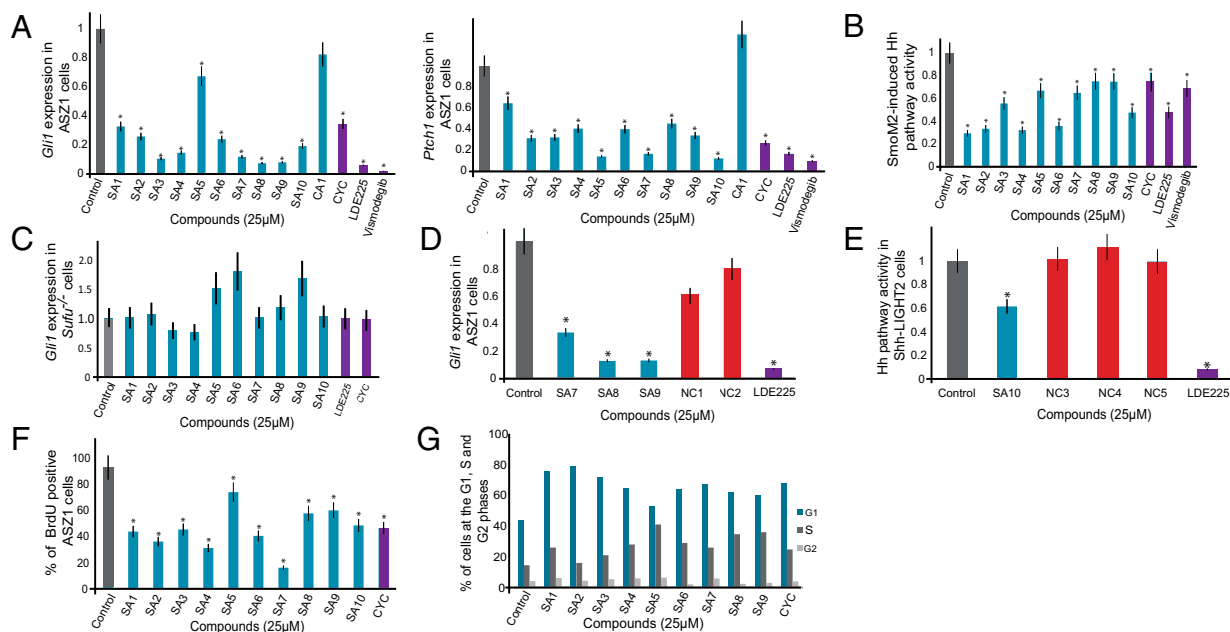 A
Gli1 expression in
ASZ1 cells
1
0.8
0.6
0.4
0.2
0
* * * * * * * * * * * * *
Control SA1 SA2 SA3 SA4 SA5 SA6 SA7 SA8 SA9 SA10 CA1 CYC LDE225 Vismodegib
Compounds (25µM)
Ptch1 expression in
ASZ1 cells
1
0.8
0.6
0.4
0.2
0
* * * * * * * * * * * * *
Control SA1 SA2 SA3 SA4 SA5 SA6 SA7 SA8 SA9 SA10 CA1 CYC LDE225 Vismodegib
Compounds (25µM)
B
SmoM2-induced Hh
pathway activity
1
0.8
0.6
0.4
0.2
0
* * * * * * * * * * * * *
Control SA1 SA2 SA3 SA4 SA5 SA6 SA7 SA8 SA9 SA10 CYC LDE225 Vismodegib
Compounds (25µM)
C
Gli1 expression in
Sufu-/- cells
2.0
1.5
1.0
0.5
0
Control SA1 SA2 SA3 SA4 SA5 SA6 SA7 SA8 SA9 SA10 LDE225 CYC
Compounds (25µM)
D
Gli1 expression in
ASZ1 cells
1
0.8
0.6
0.4
0.2
0
* * * *
Control SA7 SA8 SA9 NC1 NC2 LDE225
Compounds (25µM)
E
Hh pathway activity in
Shh-LIGHT2 cells
1
0.8
0.6
0.4
0.2
0
* *
Control SA10 NC3 NC4 NC5 LDE225
Compounds (25µM)
F
% of BrdU positive
ASZ1 cells
100
80
60
40
20
0
* * * * * * * * * * *
Control SA1 SA2 SA3 SA4 SA5 SA6 SA7 SA8 SA9 SA10 CYC
Compounds (25µM)
G
% of cells at the G1, S and
G2 phases
100
80
60
40
20
0
G1
S
G2
Control SA1 SA2 SA3 SA4 SA5 SA6 SA7 SA8 SA9 CYC
Compounds (25µM)